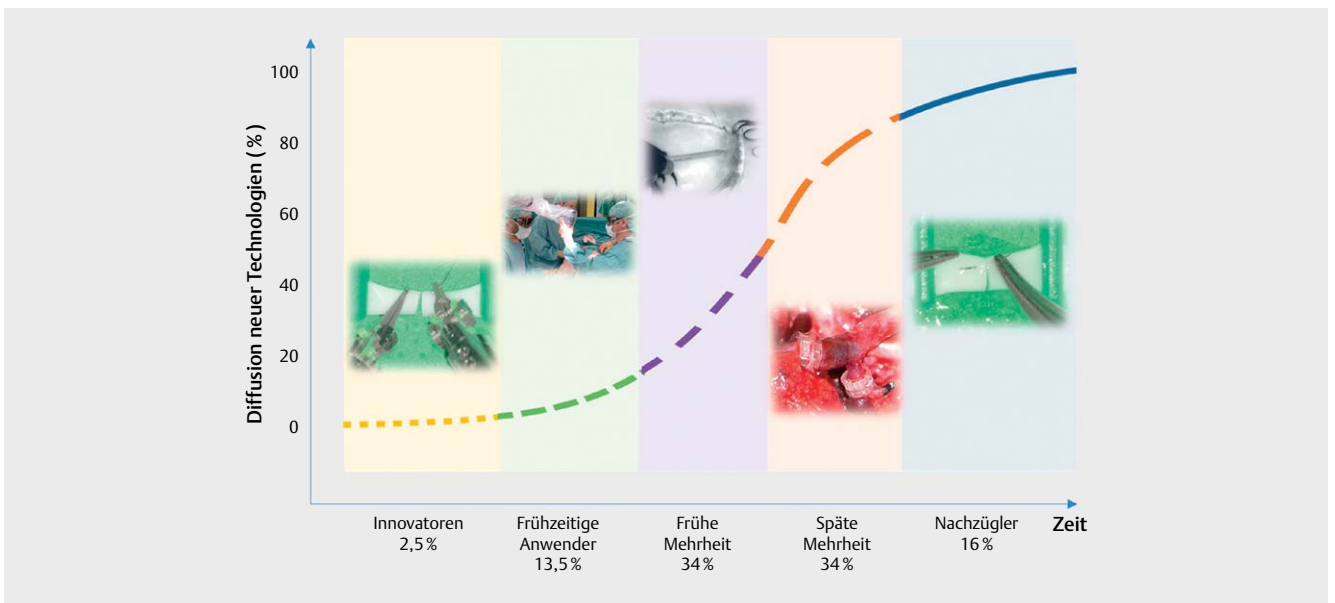 Diffusion neuer Technologien (%)
100
80
60
40
20
0
Innovatoren
2,5 %
Frühzeitige
Anwender
13,5 %
Frühe
Mehrheit
34 %
Späte
Mehrheit
34 %
Nachzügler
16 %
Zeit